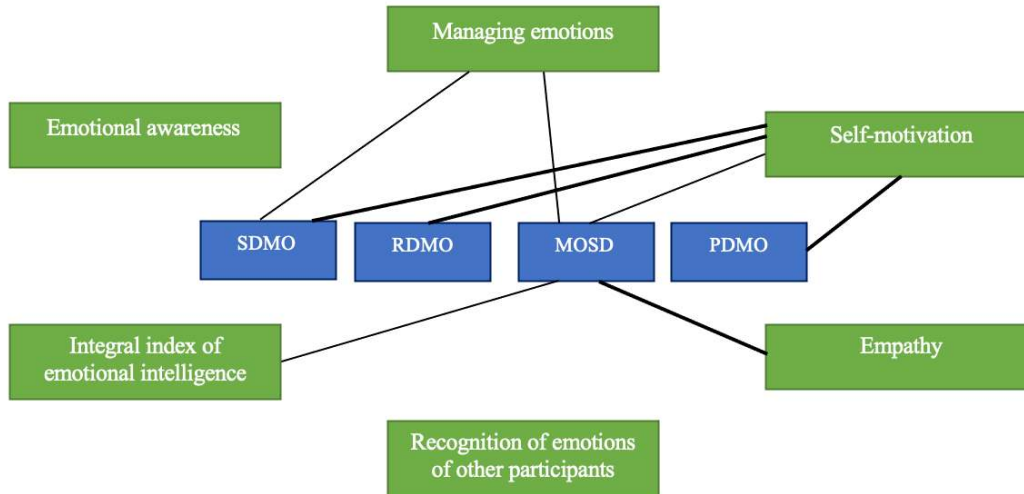 Managing emotions
Emotional awareness
Self-motivation
SDMO
RDMO
MOSD
PDMO
Integral index of
emotional intelligence
Empathy
Recognition of emotions
of other participants